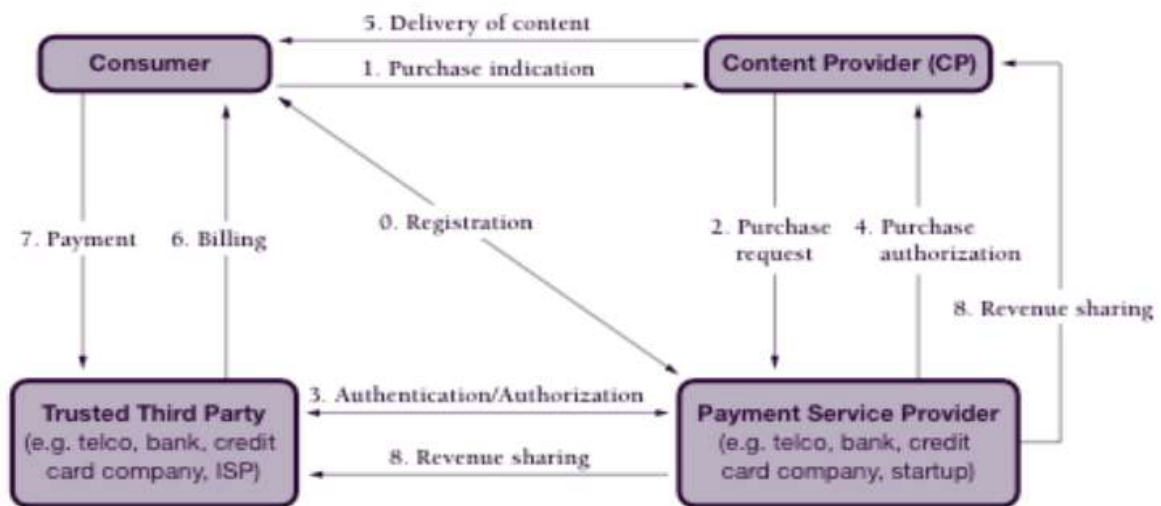 5. Delivery of content
Consumer
Content Provider (CP)
1. Purchase indication
0. Registration
7. Payment
6. Billing
2. Purchase
request
4. Purchase
authorization
8. Revenue sharing
3. Authentication/Authorization
Trusted Third Party
(e.g. telco, bank, credit
card company, ISP)
8. Revenue sharing
Payment Service Provider
(e.g. telco, bank, credit
card company, startup)